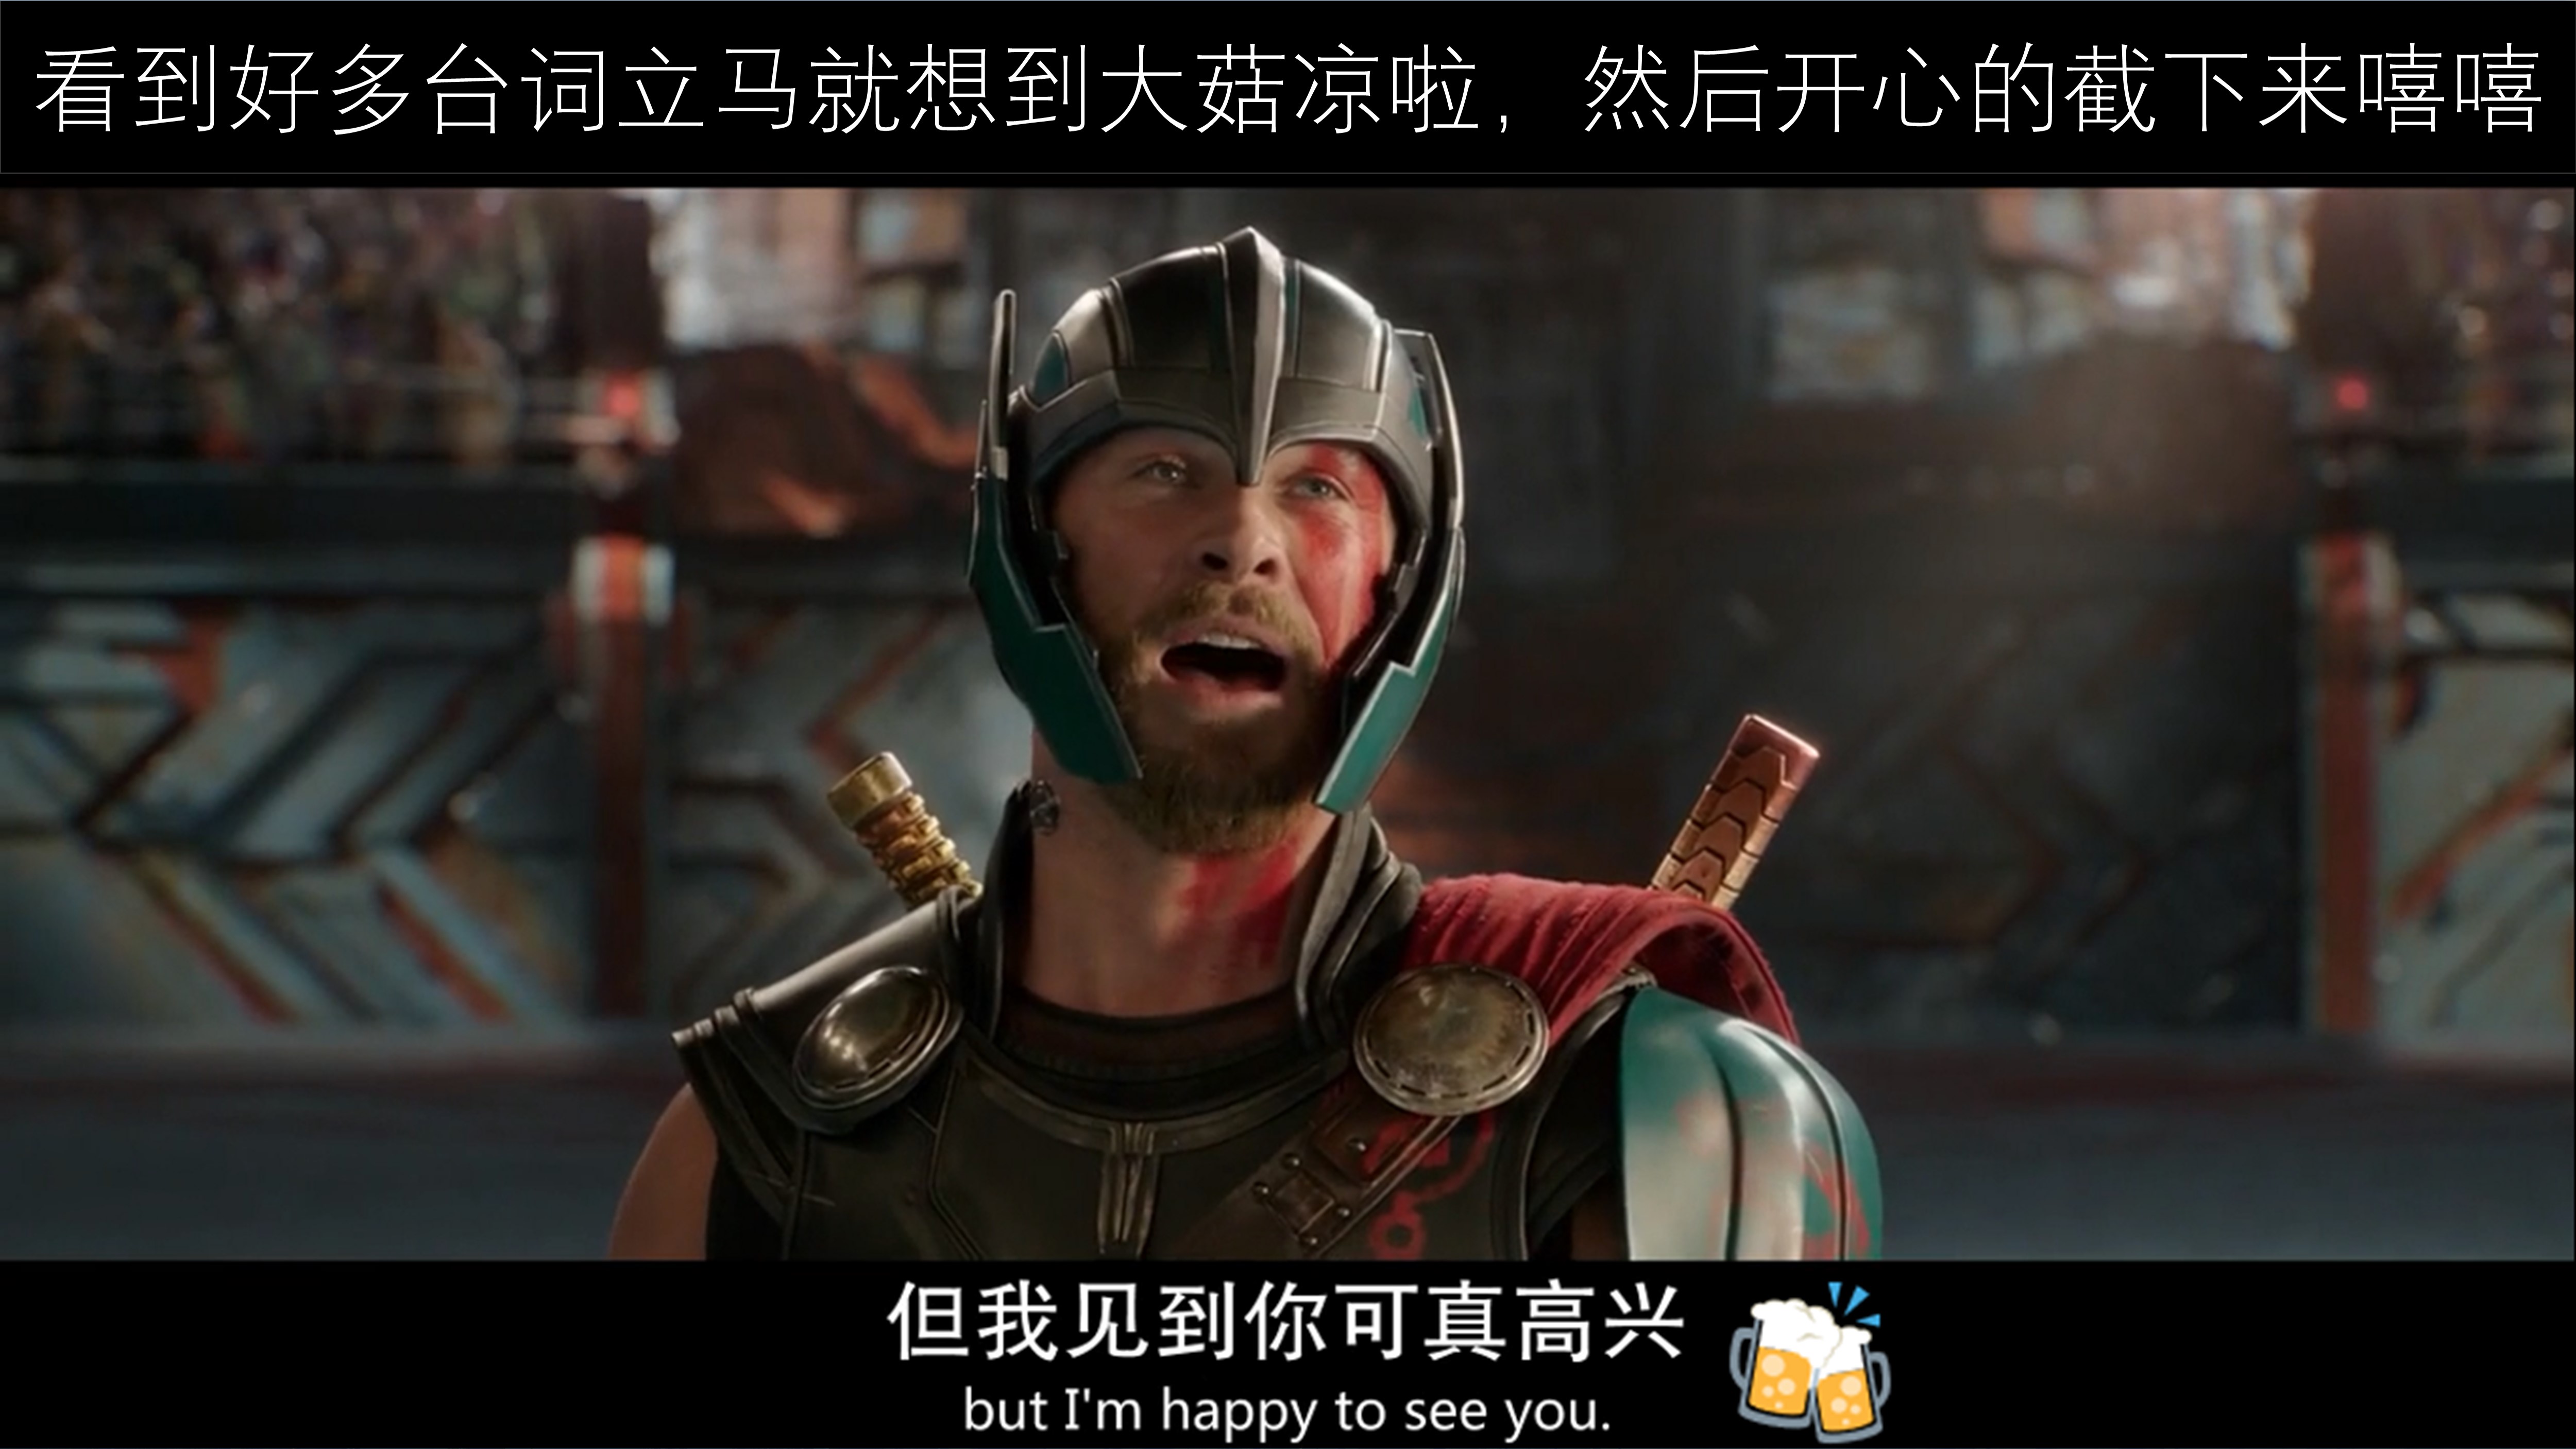 看到好多台词立马就想到大菇凉啦，然后开心的截下来嘻嘻
但我见到你可真高兴
but I'm happy to see you.